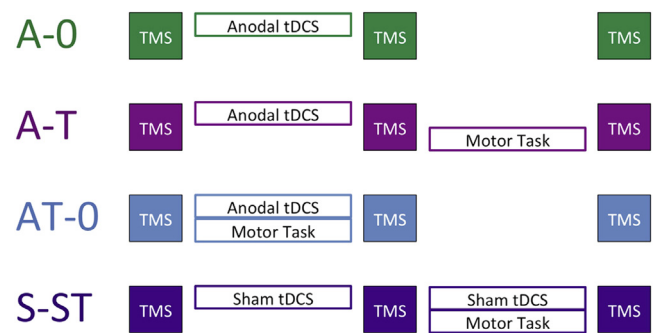 A-0 TMS Anodal tDCS TMS TMS
A-T TMS Anodal tDCS TMS Motor Task TMS
AT-0 TMS Anodal tDCS Motor Task TMS TMS
S-ST TMS Sham tDCS TMS Sham tDCS Motor Task TMS